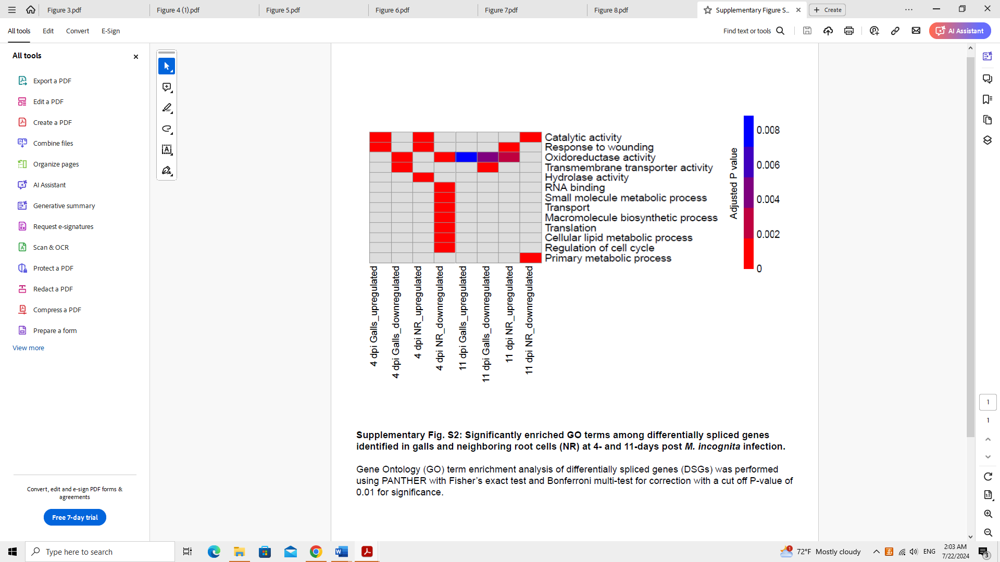 Figure 3.pdf
Figure 4 (1).pdf
Figure 5.pdf
Figure 6.pdf
Figure 7.pdf
Figure 8.pdf
Supplementary Figure S...
Create
All tools
Edit
Convert
E-Sign
Find text or tools
AI Assistant
All tools
Export a PDF
Edit a PDF
Create a PDF
Combine files
Organize pages
AI Assistant
Generative summary
Request e-signatures
Scan & OCR
Protect a PDF
Redact a PDF
Compress a PDF
Prepare a form
View more
Convert, edit and e-sign PDF forms &
agreements
Free 7-day trial
Catalytic activity
Response to wounding
Oxidoreductase activity
Transmembrane transporter activity
Hydrolase activity
RNA binding
Small molecule metabolic process
Transport
Macromolecule biosynthetic process
Translation
Cellular lipid metabolic process
Regulation of cell cycle
Primary metabolic process
4 dpi Galls_upregulated
4 dpi Galls_downregulated
4 dpi NR_upregulated
4 dpi NR_downregulated
11 dpi Galls_upregulated
11 dpi Galls_downregulated
11 dpi NR_upregulated
11 dpi NR_downregulated
Adjusted P value
0.008
0.006
0.004
0.002
0
Supplementary Fig. S2: Significantly enriched GO terms among differentially spliced genes
identified in galls and neighboring root cells (NR) at 4- and 11-days post M. incognita infection.
Gene Ontology (GO) term enrichment analysis of differentially spliced genes (DSGs) was performed
using PANTHER with Fisher’s exact test and Bonferroni multi-test for correction with a cut off P-value of
0.01 for significance.
1
1
Type here to search
1
72°F Mostly cloudy
ENG
2:03 AM
7/22/2024
3